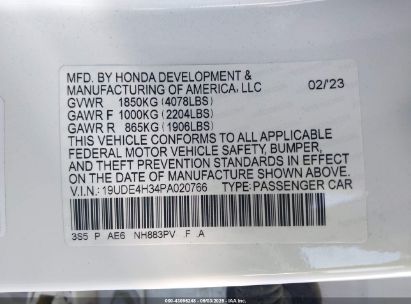 MFD. BY HONDA DEVELOPMENT &
MANUFACTURING OF AMERICA, LLC 02/'23
GVWR 1850KG (4078LBS)
GAWR F 1000KG (2204LBS)
GAWR R 865KG (1906LBS)
THIS VEHICLE CONFORMS TO ALL APPLICABLE
FEDERAL MOTOR VEHICLE SAFETY, BUMPER,
AND THEFT PREVENTION STANDARDS IN EFFECT
ON THE DATE OF MANUFACTURE SHOWN ABOVE.
V.I.N.: 19UDE4H34PA020766 TYPE: PASSENGER CAR
3S5 P AE6 NH883PV F A